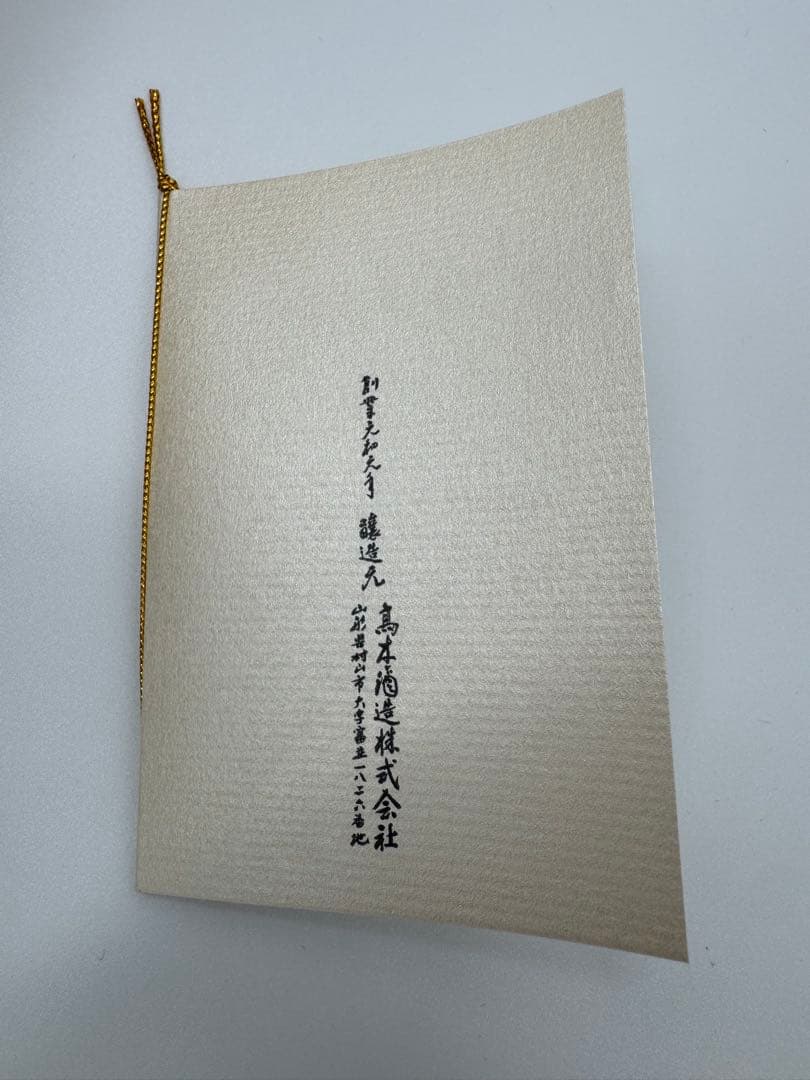 創業元和元年 醸造元
高木酒造株式会社
山形県村山市大字富並一八二六番地